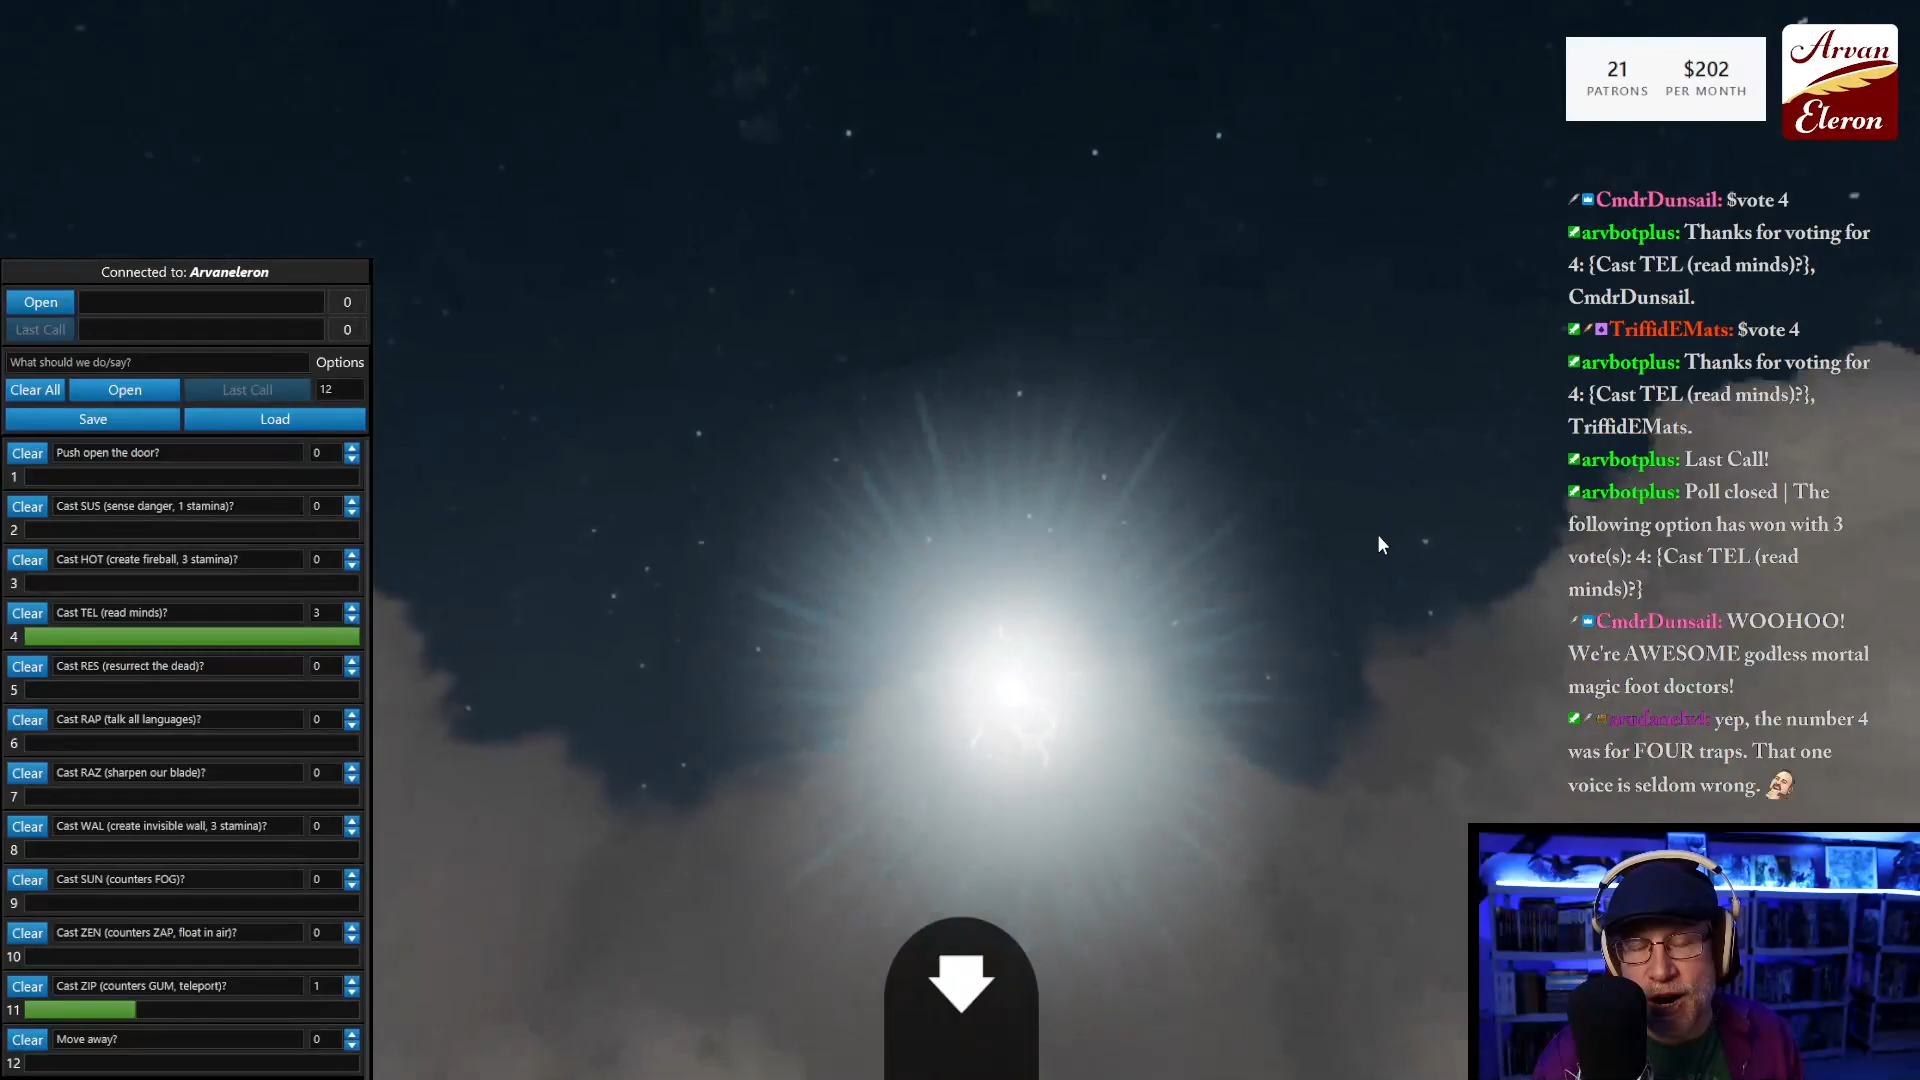 21 $202
PATRONS PER MONTH
Arvan
Eleron
Connected to: Arvaneleron
Open 0
Last Call 0
What should we do/say? Options
Clear All Open Last Call 12
Save Load
Clear Push open the door? 0
1
Clear Cast SUS (sense danger, 1 stamina)? 0
2
Clear Cast HOT (create fireball, 3 stamina)? 0
3
Clear Cast TEL (read minds)? 3
4
Clear Cast RES (resurrect the dead)? 0
5
Clear Cast RAP (talk all languages)? 0
6
Clear Cast RAZ (sharpen our blade)? 0
7
Clear Cast WAL (create invisible wall, 3 stamina)? 0
8
Clear Cast SUN (counters FOG)? 0
9
Clear Cast ZEN (counters ZAP, float in air)? 0
10
Clear Cast ZIP (counters GUM, teleport)? 1
11
Clear Move away? 0
12
CmdrDunsail: $vote 4
arvbotplus: Thanks for voting for
4: {Cast TEL (read minds)?},
CmdrDunsail.
TriffidEMats: $vote 4
arvbotplus: Thanks for voting for
4: {Cast TEL (read minds)?},
TriffidEMats.
arvbotplus: Last Call!
arvbotplus: Poll closed | The
following option has won with 3
vote(s): 4: {Cast TEL (read
minds)?}
CmdrDunsail: WOOHOO!
We're AWESOME godless mortal
magic foot doctors!
yep, the number 4
was for FOUR traps. That one
voice is seldom wrong.